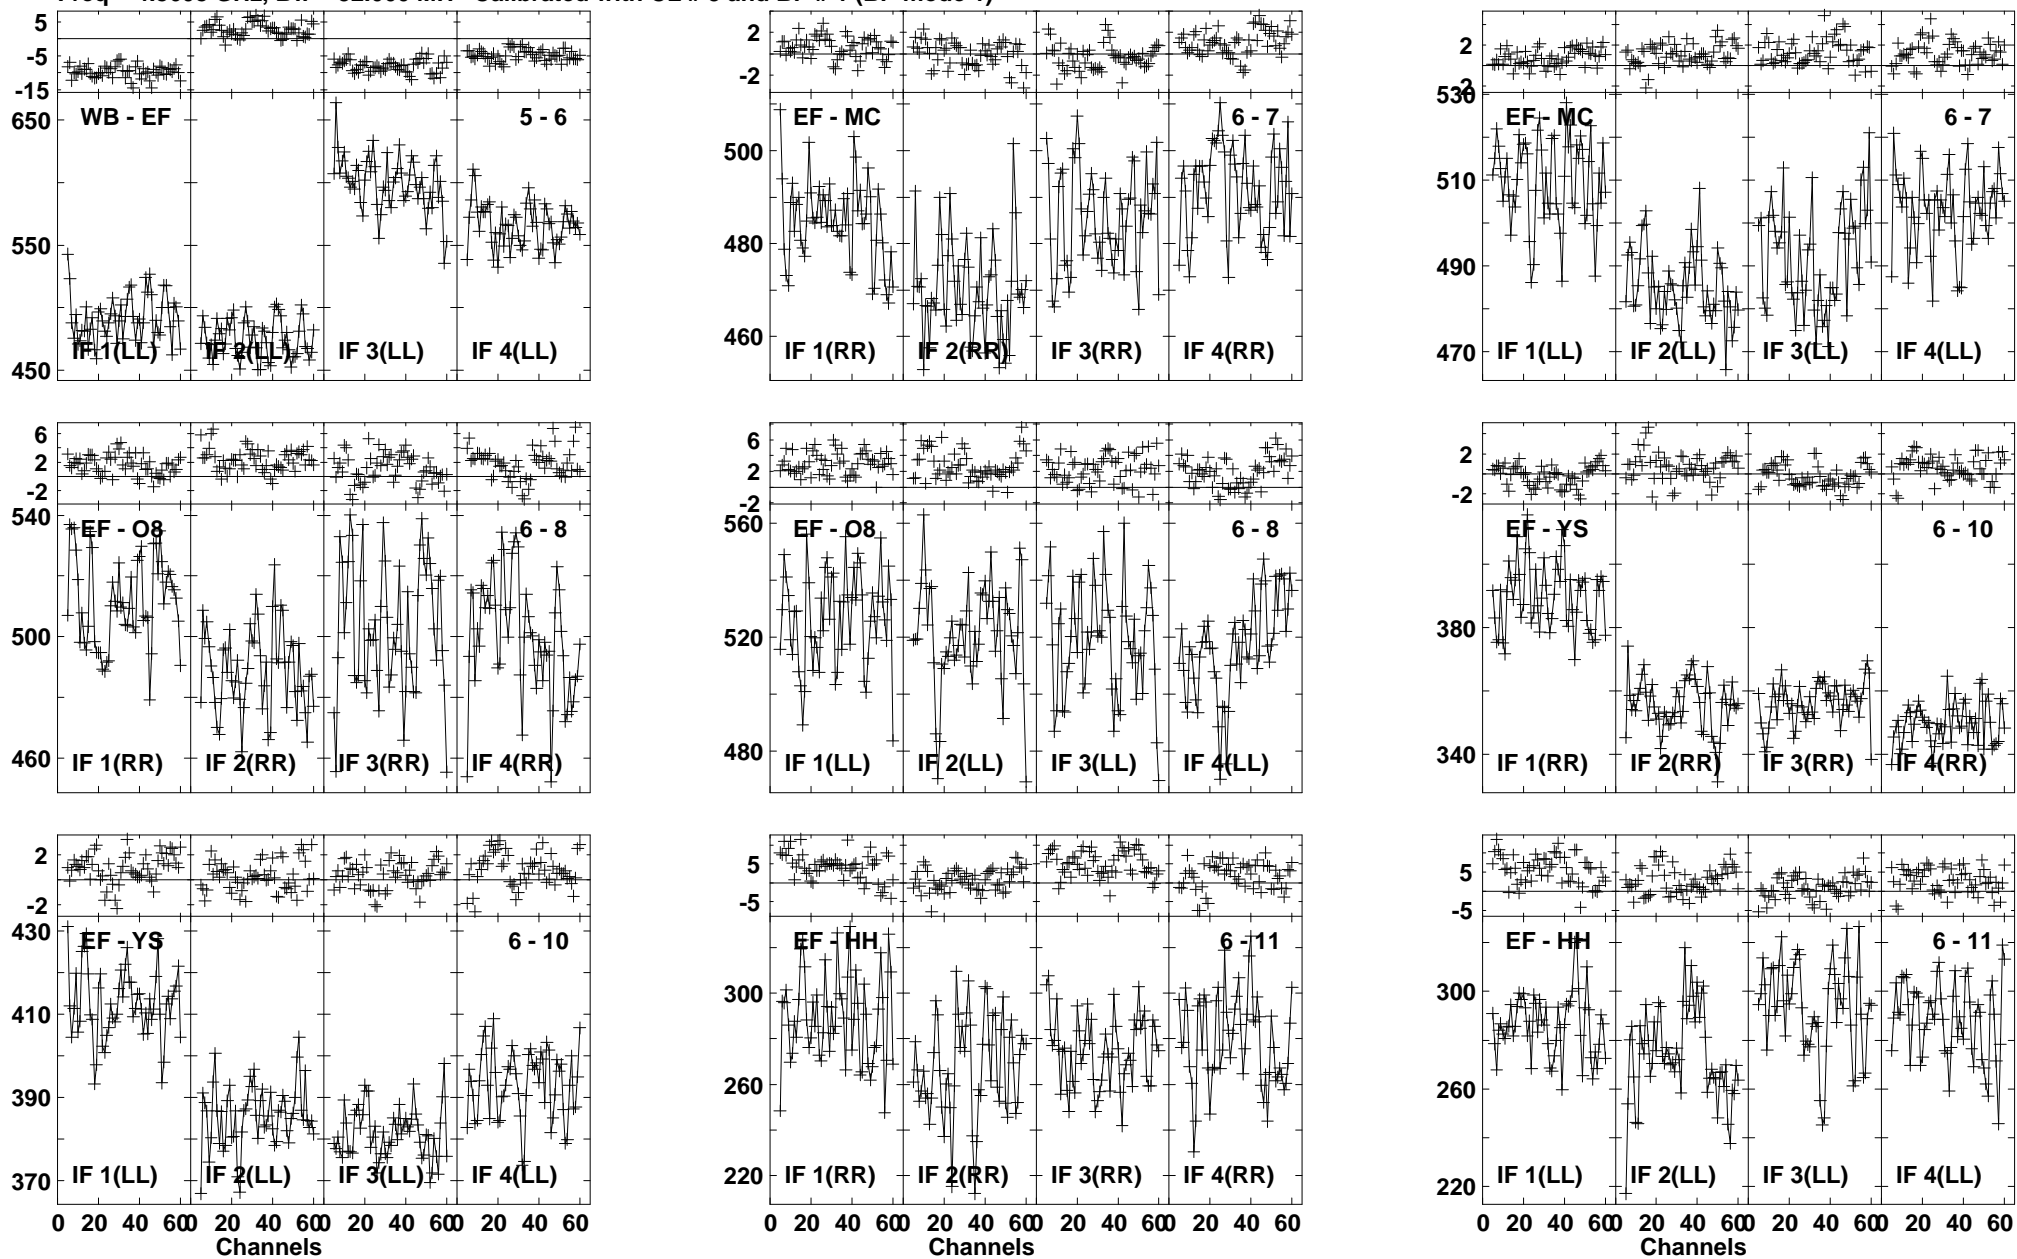 5
-5
-15
650
550
450
WB - EF
5 - 6
IF 1(LL)
IF 2(LL)
IF 3(LL)
IF 4(LL)
2
-2
500
480
460
EF - MC
6 - 7
IF 1(RR)
IF 2(RR)
IF 3(RR)
IF 4(RR)
2
530
510
490
470
EF - MC
6 - 7
IF 1(LL)
IF 2(LL)
IF 3(LL)
IF 4(LL)
6
2
-2
540
500
460
EF - O8
6 - 8
IF 1(RR)
IF 2(RR)
IF 3(RR)
IF 4(RR)
6
2
-2
560
520
480
EF - O8
6 - 8
IF 1(LL)
IF 2(LL)
IF 3(LL)
IF 4(LL)
2
-2
380
340
EF - YS
6 - 10
IF 1(RR)
IF 2(RR)
IF 3(RR)
IF 4(RR)
2
-2
430
410
390
370
EF - YS
6 - 10
IF 1(LL)
IF 2(LL)
IF 3(LL)
IF 4(LL)
0 20 40 60 0 20 40 60 0 20 40 60 0 20 40 60
Channels
5
-5
300
260
220
EF - HH
6 - 11
IF 1(RR)
IF 2(RR)
IF 3(RR)
IF 4(RR)
0 20 40 60 0 20 40 60 0 20 40 60 0 20 40 60
Channels
5
-5
300
260
220
EF - HH
6 - 11
IF 1(LL)
IF 2(LL)
IF 3(LL)
IF 4(LL)
0 20 40 60 0 20 40 60 0 20 40 60 0 20 40 60
Channels